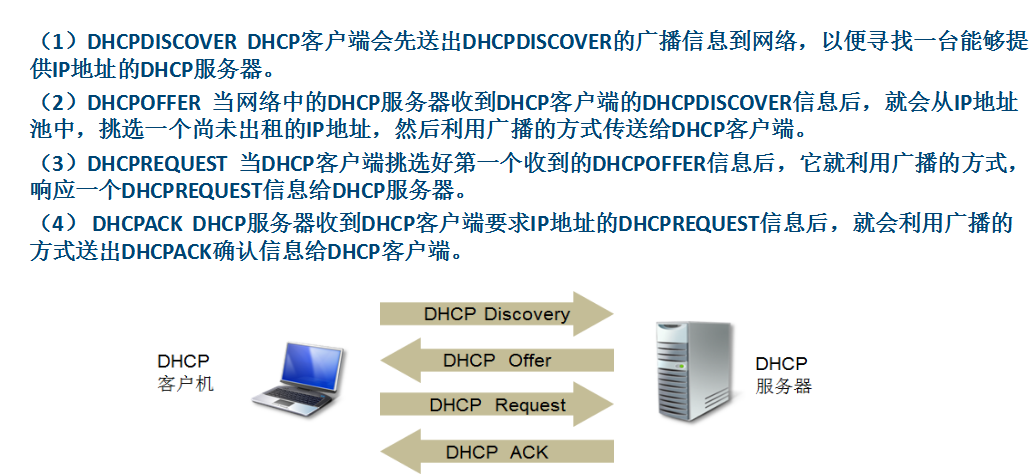 （1）DHCPDISCOVER DHCP客户端会先送出DHCPDISCOVER的广播信息到网络，以便寻找一台能够提
供IP地址的DHCP服务器。
（2）DHCPOFFER 当网络中的DHCP服务器收到DHCP客户端的DHCPDISCOVER信息后，就会从IP地址
池中，挑选一个尚未出租的IP地址，然后利用广播的方式传送给DHCP客户端。
（3）DHCPREQUEST 当DHCP客户端挑选好第一个收到的DHCPOFFER信息后，它就利用广播的方式，
响应一个DHCPREQUEST信息给DHCP服务器。
（4） DHCPACK DHCP服务器收到DHCP客户端要求IP地址的DHCPREQUEST信息后，就会利用广播的
方式送出DHCPACK确认信息给DHCP客户端。
DHCP Discovery
DHCP Offer
DHCP Request
DHCP ACK
DHCP
客户机
DHCP
服务器